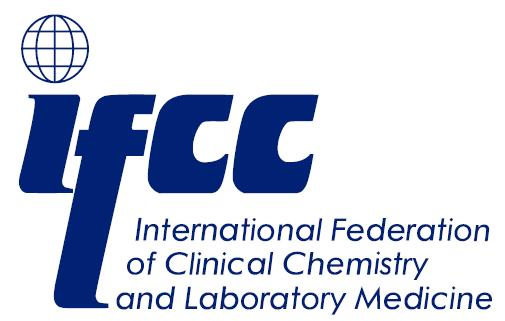 ifcc
International Federation
of Clinical Chemistry
and Laboratory Medicine